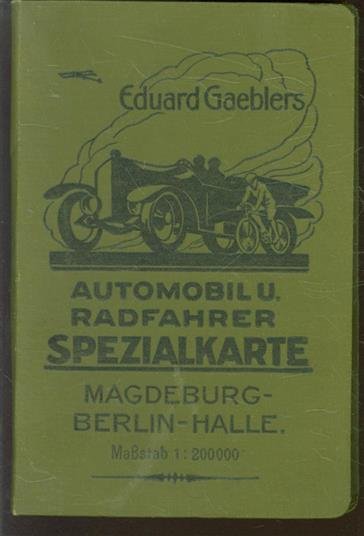 Eduard Gaeblers
AUTOMOBIL U.
RADFAHRER
SPEZIALKARTE
MAGDEBURG-
BERLIN-HALLE.
Maßstab 1:200000